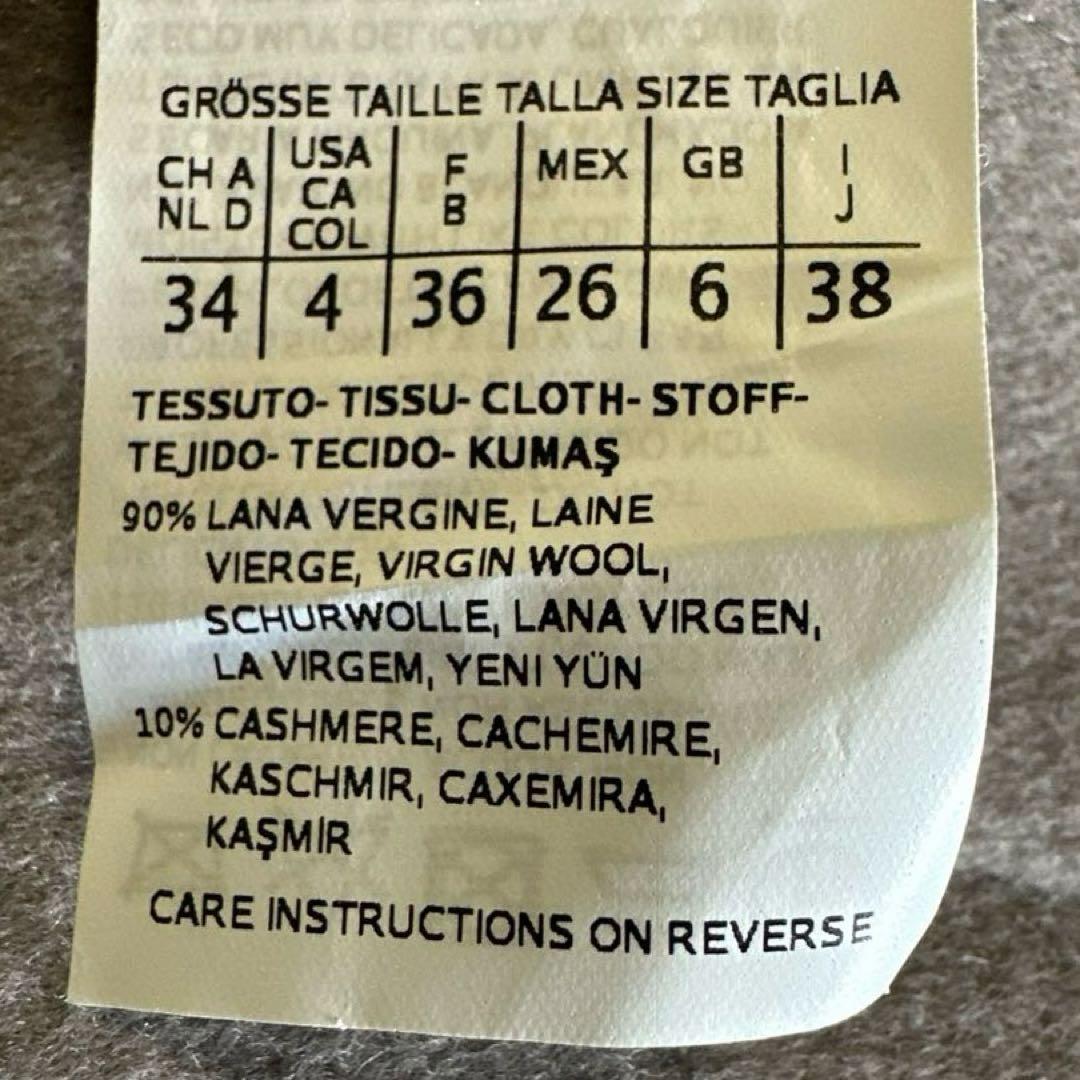 GRÖSSE TAILLE TALLA SIZE TAGLIA
CH A NL D | USA CA COL | F B | MEX | GB | I J
34 | 4 | 36 | 26 | 6 | 38
TESSUTO- TISSU- CLOTH- STOFF-
TEJIDO- TECIDO- KUMAŞ
90% LANA VERGINE, LAINE
VIERGE, VIRGIN WOOL,
SCHURWOLLE, LANA VIRGEN,
LA VIRGEM, YENI YÜN
10% CASHMERE, CACHEMIRE,
KASCHMIR, CAXEMIRA,
KAŞMİR
CARE INSTRUCTIONS ON REVERSE